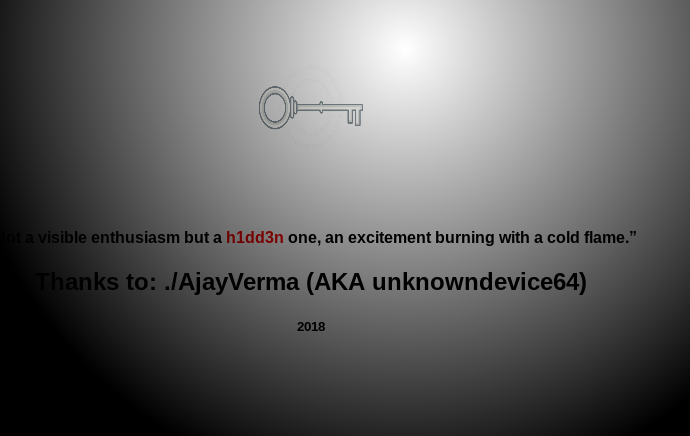 a visible enthusiasm but a h1dd3n one, an excitement burning with a cold flame.”
Thanks to: ./AjayVerma (AKA unknowndevice64)
2018